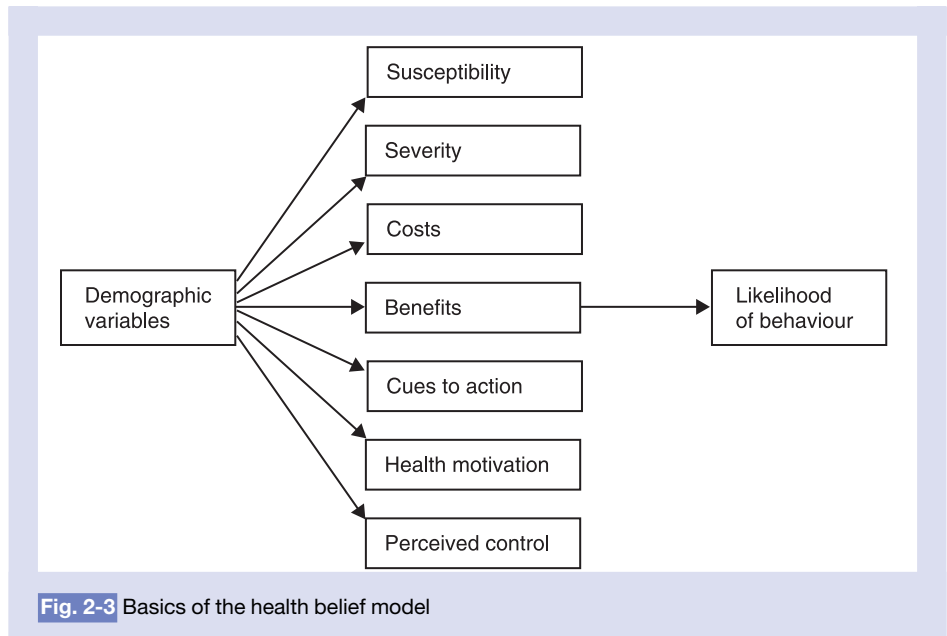 Susceptibility
Severity
Costs
Demographic
variables
Benefits
Likelihood
of behaviour
Cues to action
Health motivation
Perceived control
Fig. 2-3 Basics of the health belief model